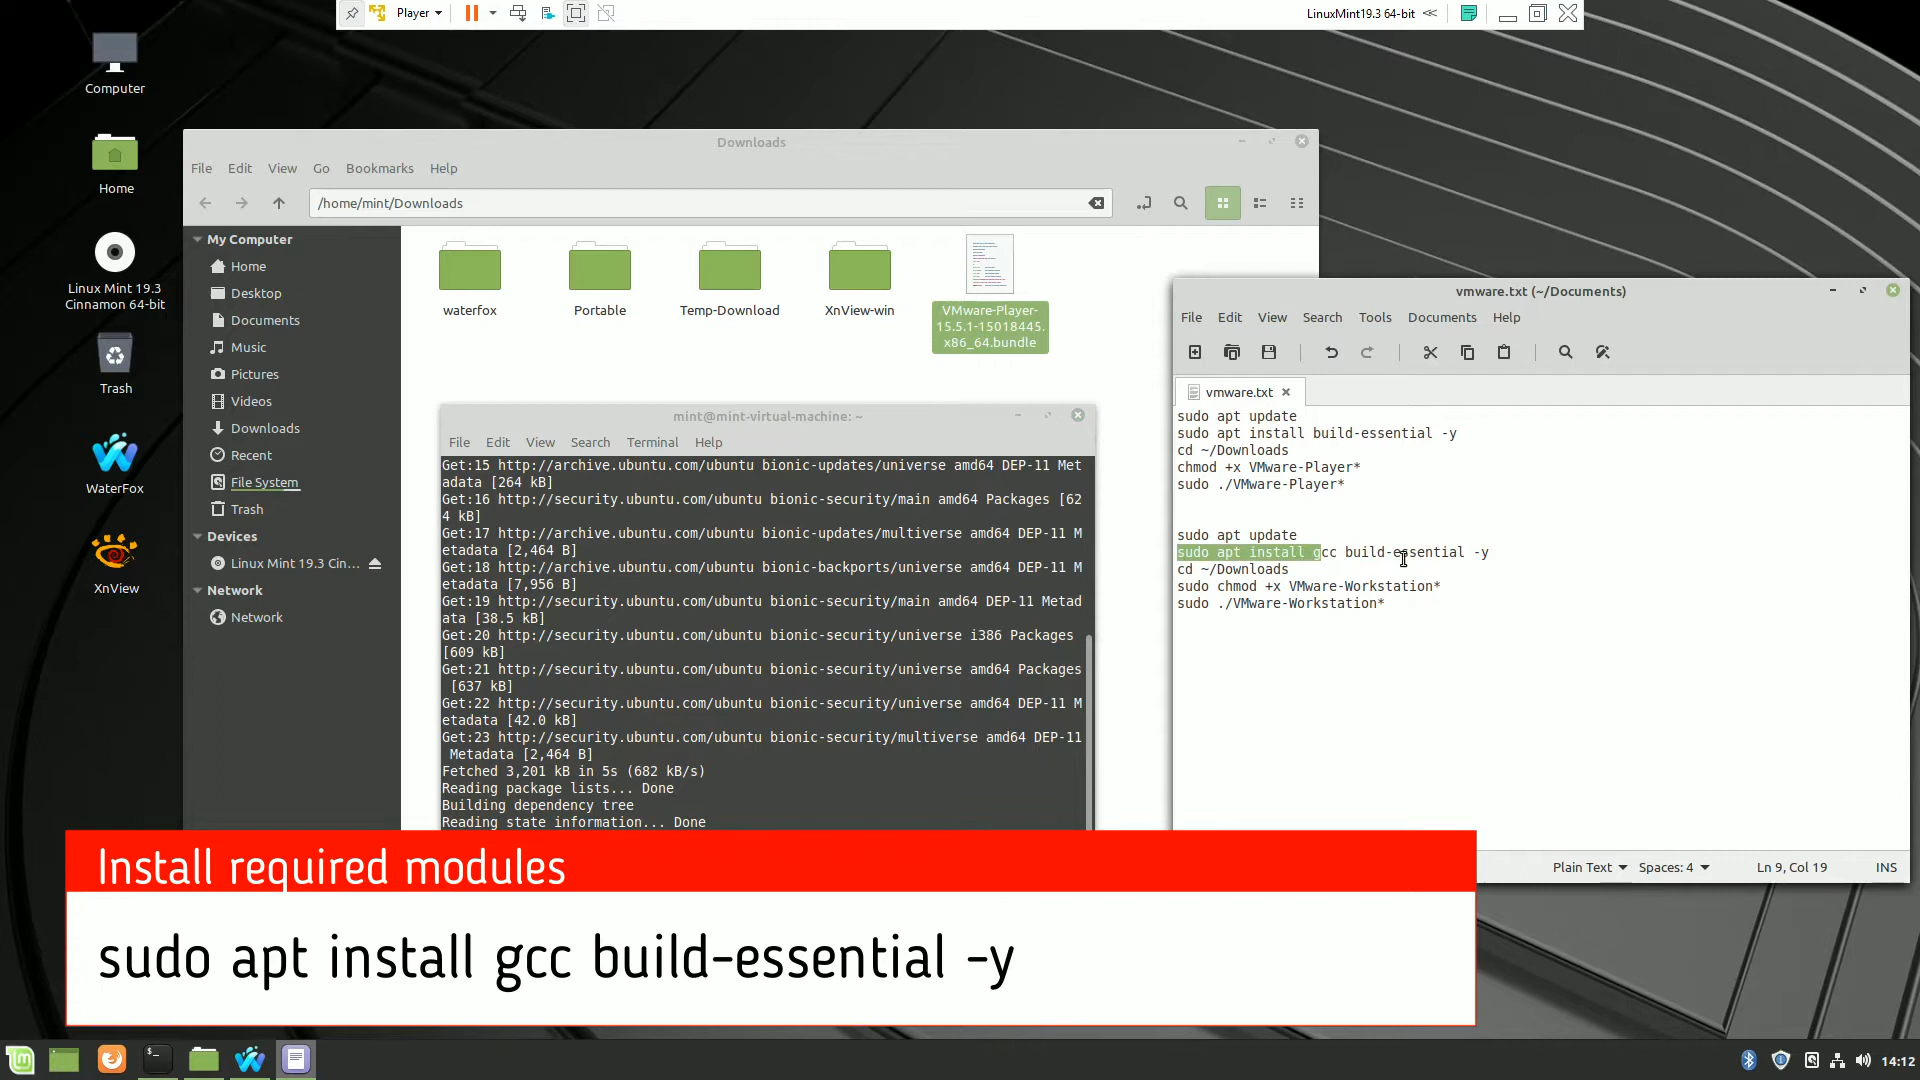 Player
LinuxMint19.3 64-bit
Computer
Home
Linux Mint 19.3
Cinnamon 64-bit
Trash
WaterFox
XnView
Downloads
File Edit View Go Bookmarks Help
/home/mint/Downloads
My Computer
Home
Desktop
Documents
Music
Pictures
Videos
Downloads
Recent
File System
Trash
Devices
Linux Mint 19.3 Cin...
Network
Network
waterfox
Portable
Temp-Download
XnView-win
VMware-Player-
15.5.1-15018445.
x86_64.bundle
mint@mint-virtual-machine: ~
File Edit View Search Terminal Help
Get:15 http://archive.ubuntu.com/ubuntu bionic-updates/universe amd64 DEP-11 Met
adata [264 kB]
Get:16 http://security.ubuntu.com/ubuntu bionic-security/main amd64 Packages [62
4 kB]
Get:17 http://archive.ubuntu.com/ubuntu bionic-updates/multiverse amd64 DEP-11 M
etadata [2,464 B]
Get:18 http://archive.ubuntu.com/ubuntu bionic-backports/universe amd64 DEP-11 M
etadata [7,956 B]
Get:19 http://security.ubuntu.com/ubuntu bionic-security/main amd64 DEP-11 Metad
ata [38.5 kB]
Get:20 http://security.ubuntu.com/ubuntu bionic-security/universe i386 Packages
[609 kB]
Get:21 http://security.ubuntu.com/ubuntu bionic-security/universe amd64 Packages
[637 kB]
Get:22 http://security.ubuntu.com/ubuntu bionic-security/universe amd64 DEP-11 M
etadata [42.0 kB]
Get:23 http://security.ubuntu.com/ubuntu bionic-security/multiverse amd64 DEP-11
Metadata [2,464 B]
Fetched 3,201 kB in 5s (682 kB/s)
Reading package lists... Done
Building dependency tree
Reading state information... Done
vmware.txt (~/Documents)
File Edit View Search Tools Documents Help
vmware.txt
sudo apt update
sudo apt install build-essential -y
cd ~/Downloads
chmod +x VMware-Player*
sudo ./VMware-Player*
sudo apt update
sudo apt install gcc build-essential -y
cd ~/Downloads
sudo chmod +x VMware-Workstation*
sudo ./VMware-Workstation*
Plain Text Spaces: 4 Ln 9, Col 19 INS
Install required modules
sudo apt install gcc build-essential -y
14:12